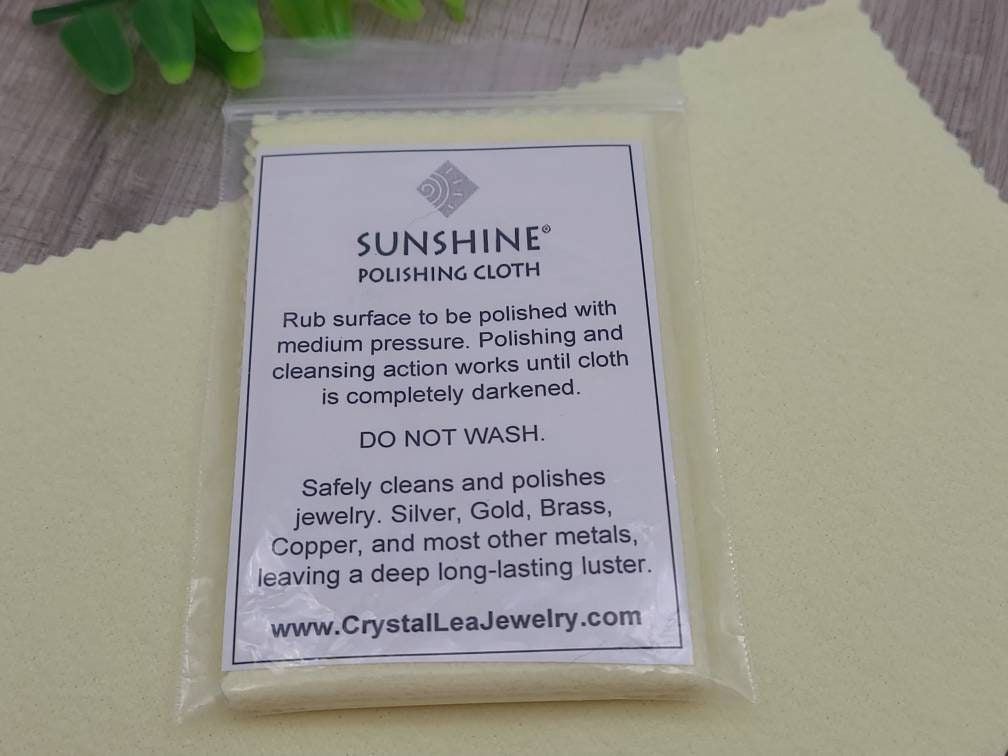 SUNSHINE®
POLISHING CLOTH
Rub surface to be polished with
medium pressure. Polishing and
cleansing action works until cloth
is completely darkened.
DO NOT WASH.
Safely cleans and polishes
jewelry. Silver, Gold, Brass,
Copper, and most other metals,
leaving a deep long-lasting luster.
www.CrystalLeaJewelry.com